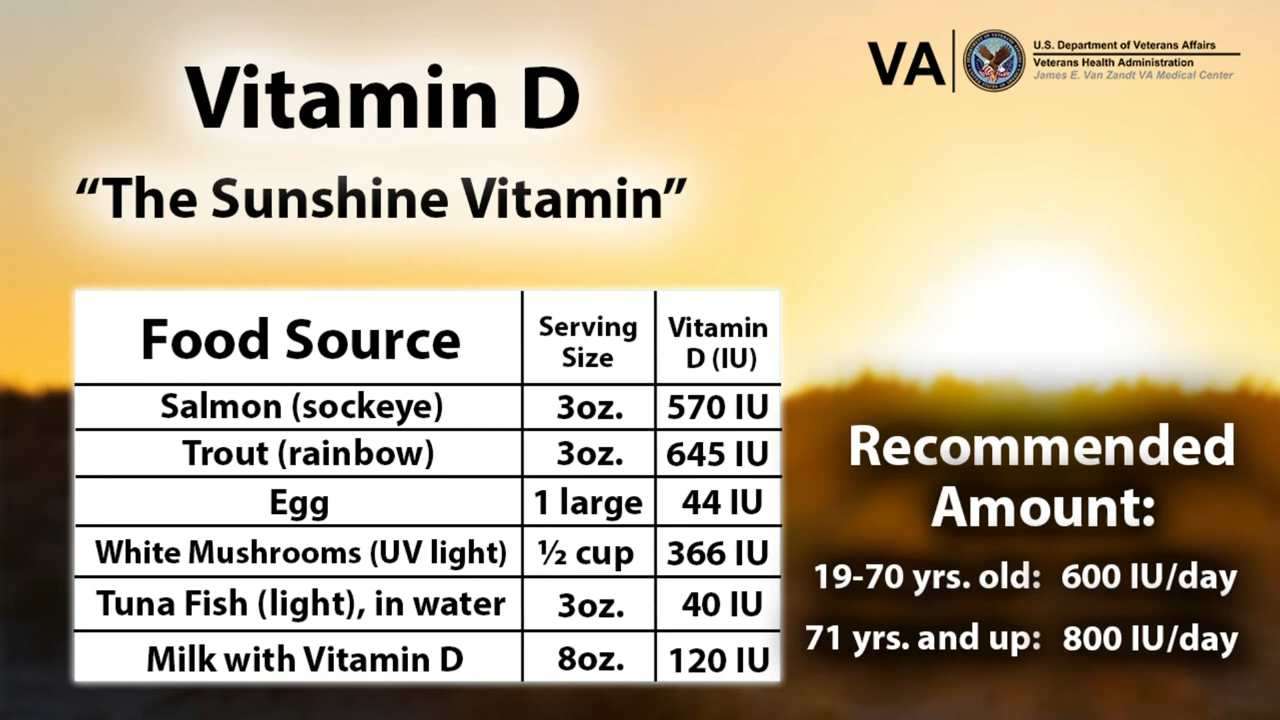 VA
U.S. Department of Veterans Affairs
Veterans Health Administration
James E. Van Zandt VA Medical Center
Vitamin D
“The Sunshine Vitamin”
Food Source Serving Size Vitamin D (IU)
Salmon (sockeye) 3oz. 570 IU
Trout (rainbow) 3oz. 645 IU
Egg 1 large 44 IU
White Mushrooms (UV light) ½ cup 366 IU
Tuna Fish (light), in water 3oz. 40 IU
Milk with Vitamin D 8oz. 120 IU
Recommended
Amount:
19-70 yrs. old: 600 IU/day
71 yrs. and up: 800 IU/day